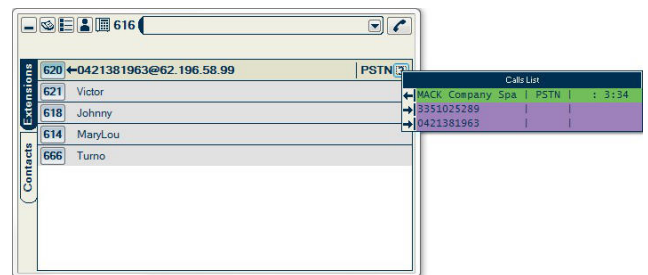 616
620 ←0421381963@62.196.58.99 |PSTN
621 Victor
618 Johnny
614 MaryLou
666 Turno
Extensions
Contacts
Calls List
←MACK Company Spa | PSTN | : 3:34
→3351025289 | |
→0421381963 | |